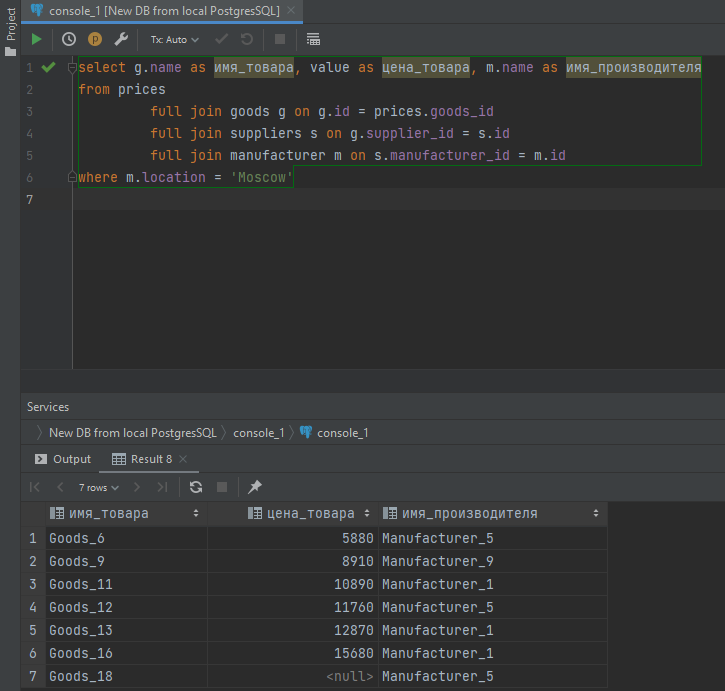 Project
console_1 [New DB from local PostgresSQL]
Tx: Auto
1 select g.name as имя_товара, value as цена_товара, m.name as имя_производителя
2 from prices
3 full join goods g on g.id = prices.goods_id
4 full join suppliers s on g.supplier_id = s.id
5 full join manufacturer m on s.manufacturer_id = m.id
6 where m.location = 'Moscow'
7
Services
New DB from local PostgresSQL console_1 console_1
Output Result 8
7 rows
имя_товара цена_товара имя_производителя
1 Goods_6 5880 Manufacturer_5
2 Goods_9 8910 Manufacturer_9
3 Goods_11 10890 Manufacturer_1
4 Goods_12 11760 Manufacturer_5
5 Goods_13 12870 Manufacturer_1
6 Goods_16 15680 Manufacturer_1
7 Goods_18 <null> Manufacturer_5